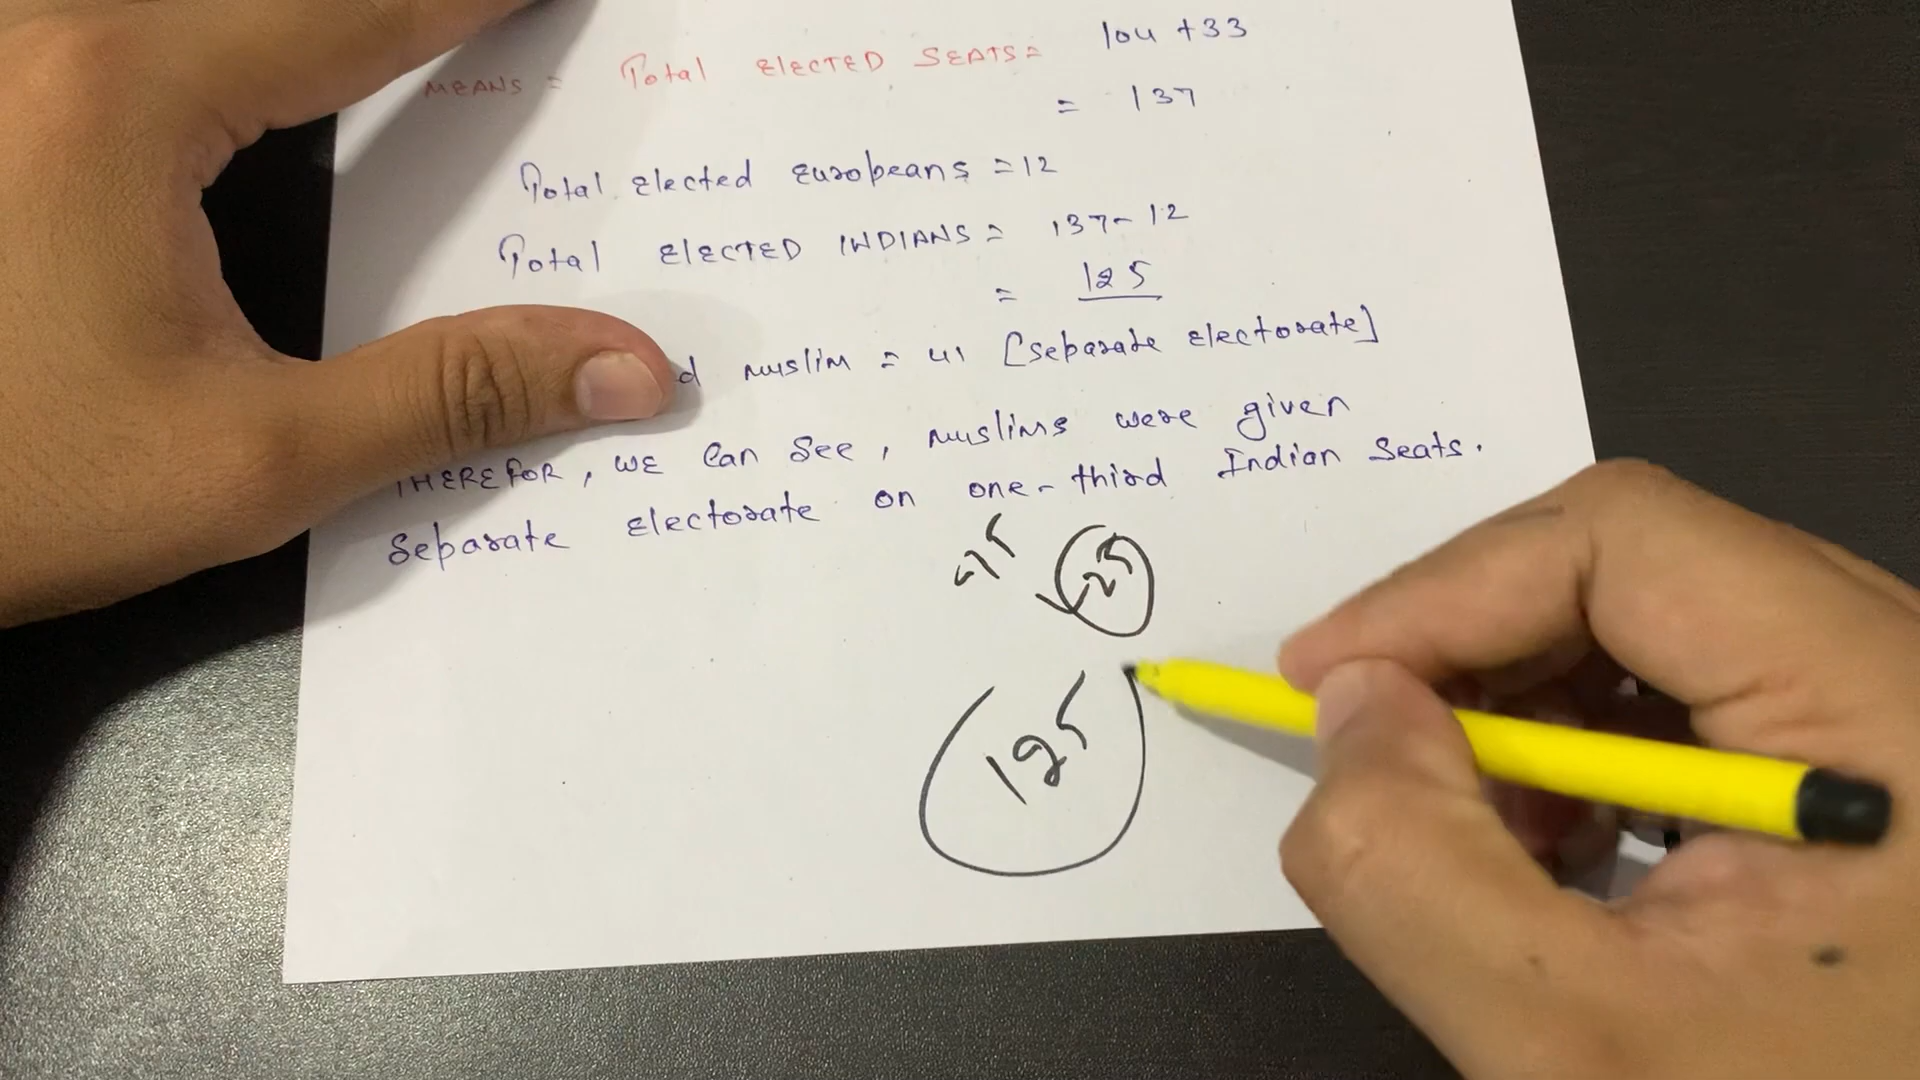 104 + 33
MEANS = Total ELECTED SEATS =
= 137
Total elected europeans = 12
Total ELECTED INDIANS = 137 - 12
= 125
d muslim = 41 [Separate electorate]
THEREFOR, WE Can See, muslims were given
Separate electorate on one-third Indian Seats.
125